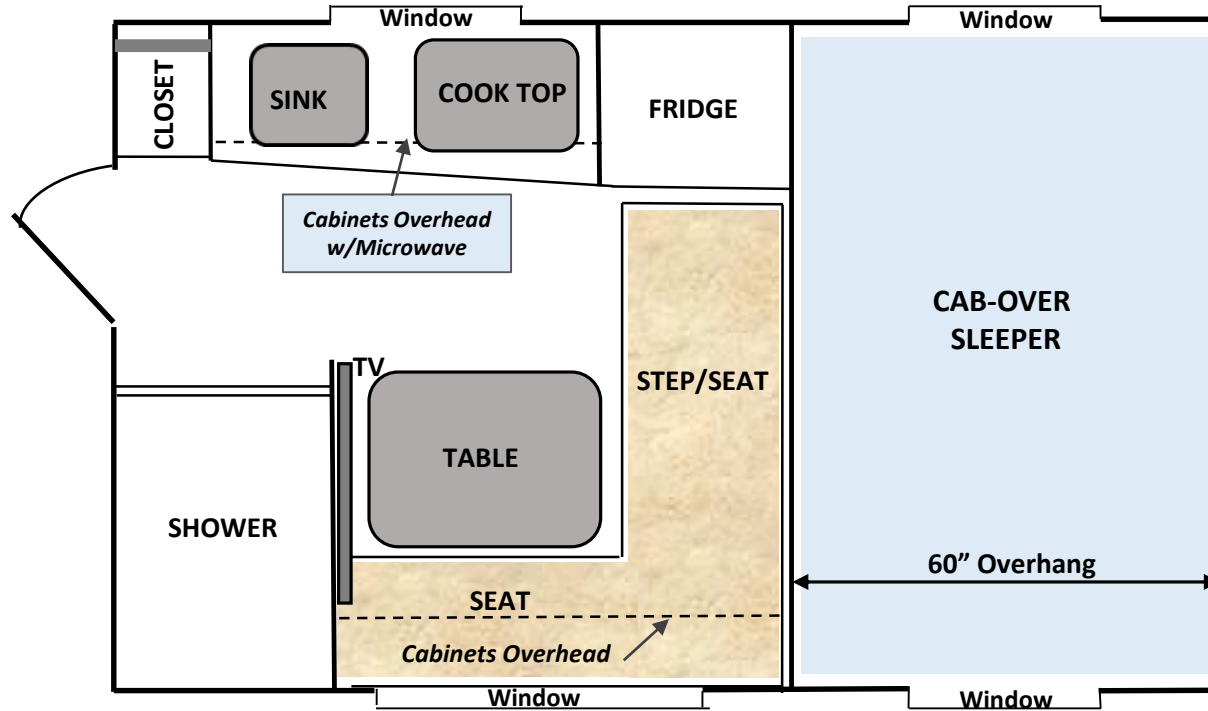 Window
Window
CLOSET
SINK
COOK TOP
FRIDGE
Cabinets Overhead
w/Microwave
CAB-OVER
SLEEPER
TV
STEP/SEAT
TABLE
SHOWER
60” Overhang
SEAT
Cabinets Overhead
Window
Window